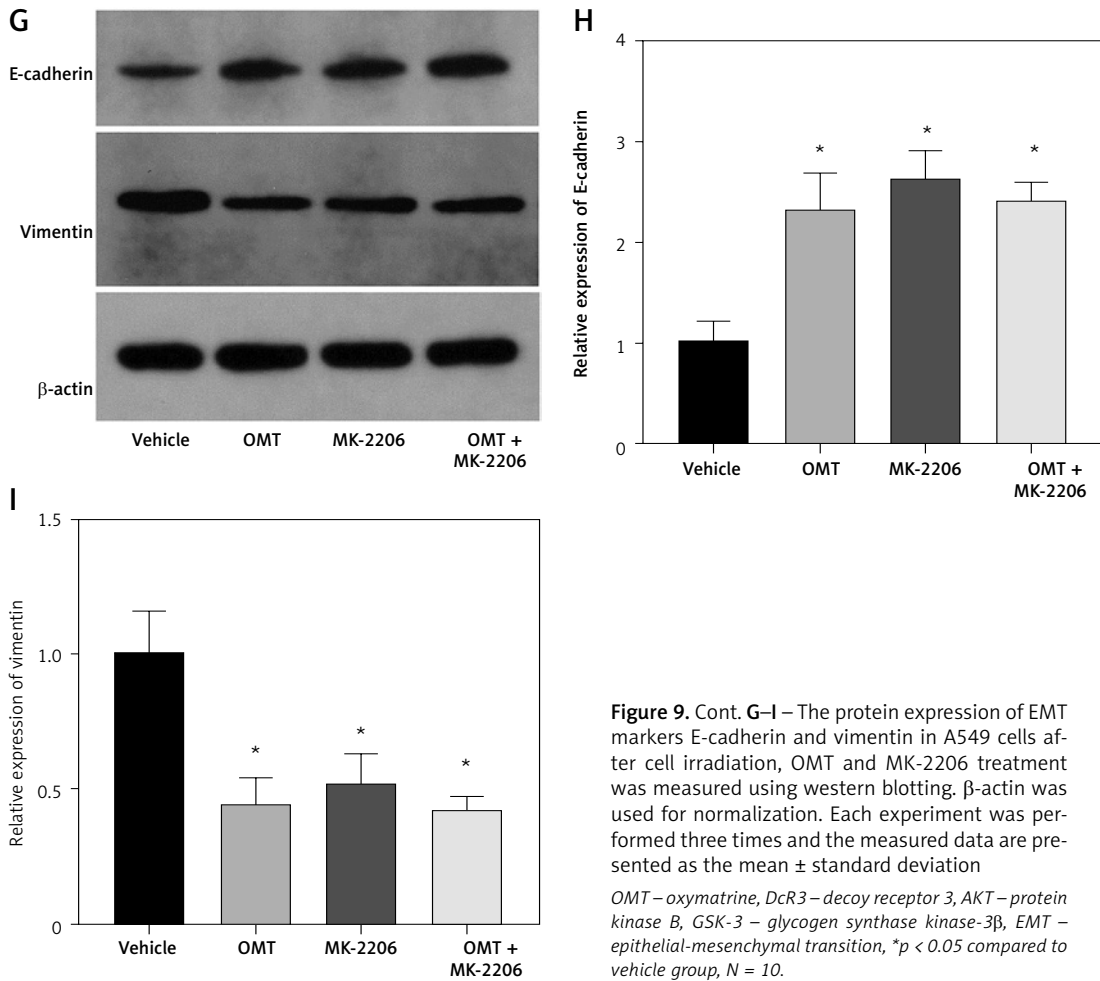 G
E-cadherin
Vimentin
β-actin
Vehicle OMT MK-2206 OMT +
MK-2206
H
Relative expression of E-cadherin
4
3
2
1
0
* * *
Vehicle OMT MK-2206 OMT +
MK-2206
I
Relative expression of vimentin
1.5
1.0
0.5
0
* * *
Vehicle OMT MK-2206 OMT +
MK-2206
Figure 9. Cont. G–I – The protein expression of EMT
markers E-cadherin and vimentin in A549 cells af-
ter cell irradiation, OMT and MK-2206 treatment
was measured using western blotting. β-actin was
used for normalization. Each experiment was per-
formed three times and the measured data are pre-
sented as the mean ± standard deviation
OMT – oxymatrine, DcR3 – decoy receptor 3, AKT – protein
kinase B, GSK-3 – glycogen synthase kinase-3β, EMT –
epithelial-mesenchymal transition, *p < 0.05 compared to
vehicle group, N = 10.